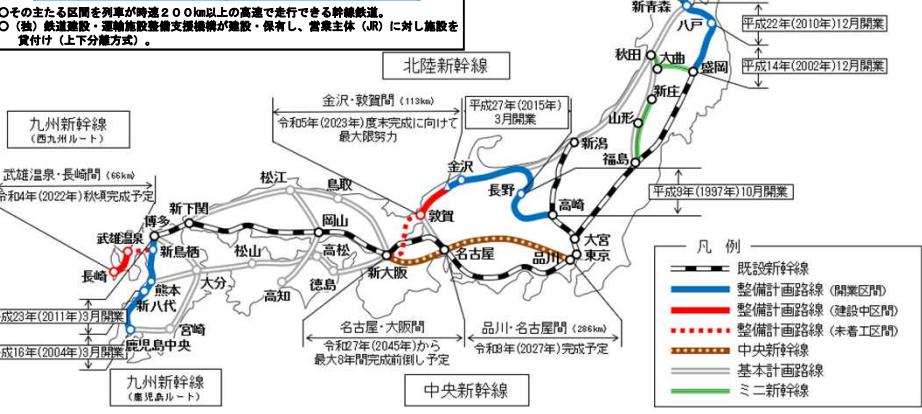 ○その主たる区間を列車が時速200km以上の高速で走行できる幹線鉄道。
○(独)鉄道建設・運輸施設整備支援機構が建設・保有し、営業主体(JR)に対し施設を
貸付け(上下分離方式)。
新青森
八戸
平成22年(2010年)12月開業
平成14年(2002年)12月開業
秋田
大曲
盛岡
新庄
山形
福島
新潟
北陸新幹線
金沢・敦賀間(113km)
令和5年(2023年)度末完成に向けて
最大限努力
平成27年(2015年)
3月開業
金沢
長野
高崎
平成9年(1997年)10月開業
敦賀
大宮
東京
品川
名古屋
新大阪
九州新幹線
(西九州ルート)
武雄温泉・長崎間(66km)
令和4年(2022年)秋頃完成予定
松江
鳥取
岡山
新下関
博多
武雄温泉
新鳥栖
長崎
松山
高松
徳島
高知
大分
熊本
新八代
宮崎
鹿児島中央
成23年(2011年)3月開業
成16年(2004年)3月開業
九州新幹線
(鹿児島ルート)
名古屋・大阪間
令和27年(2045年)から
最大8年間完成前倒し予定
品川・名古屋間(286km)
令和9年(2027年)完成予定
中央新幹線
凡例
既設新幹線
整備計画路線(開業区間)
整備計画路線(建設中区間)
整備計画路線(未着工区間)
中央新幹線
基本計画路線
ミニ新幹線